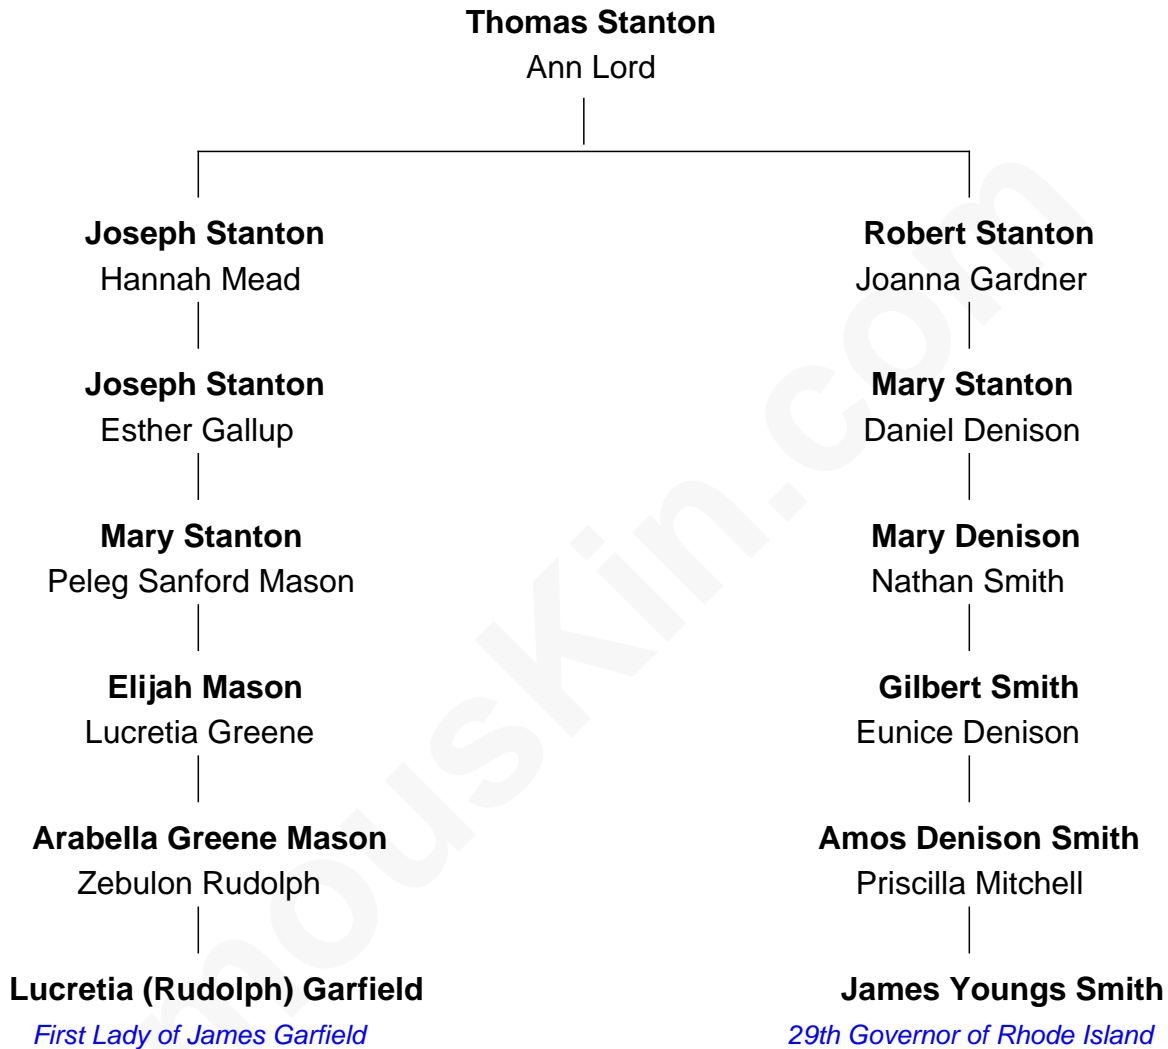 Thomas Stanton
Ann Lord
Joseph Stanton
Hannah Mead
Robert Stanton
Joanna Gardner
Joseph Stanton
Esther Gallup
Mary Stanton
Daniel Denison
Mary Stanton
Peleg Sanford Mason
Mary Denison
Nathan Smith
Elijah Mason
Lucretia Greene
Gilbert Smith
Eunice Denison
Arabella Greene Mason
Zebulon Rudolph
Amos Denison Smith
Priscilla Mitchell
Lucretia (Rudolph) Garfield
First Lady of James Garfield
James Youngs Smith
29th Governor of Rhode Island
mouskin.com